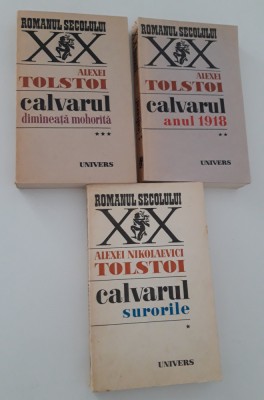 ROMANUL SECOLULUI
XX
ALEXEI
TOLSTOI
calvarul
dimineață mohorîtă
***
UNIVERS
ROMANUL SECOLULUI
XX
ALEXEI
TOLSTOI
calvarul
anul 1918
**
UNIVERS
ROMANUL SECOLULUI
XX
ALEXEI NIKOLAEVICI
TOLSTOI
calvarul
surorile
*
UNIVERS